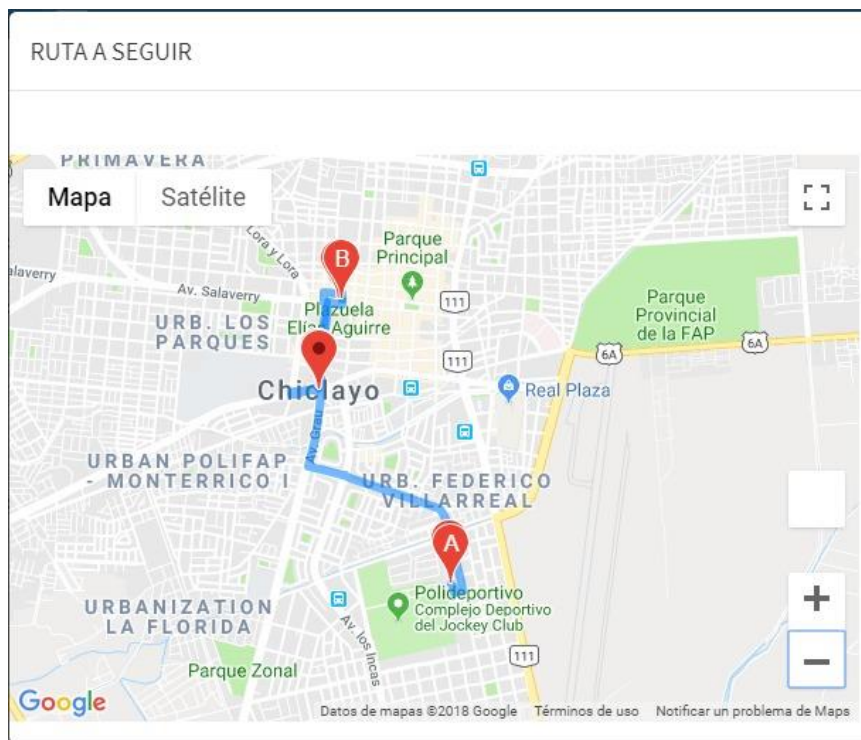 RUTA A SEGUIR
PRIMAVERA
Mapa
Satélite
Lora y Lora
Parque
Principal
alaverry
Av. Salaverry
B
111
Plazuela
Elías Aguirre
Parque
Provincial
de la FAP
URB. LOS
PARQUES
6A
6A
111
Chiclayo
Real Plaza
Av. Grau
URBAN POLIFAP
- MONTERRICO I
URB. FEDERICO
VILLARREAL
A
Polideportivo
Complejo Deportivo
del Jockey Club
URBANIZATION
LA FLORIDA
Av. los Incas
111
Parque Zonal
+
−
Google
Datos de mapas ©2018 Google
Términos de uso
Notificar un problema de Maps